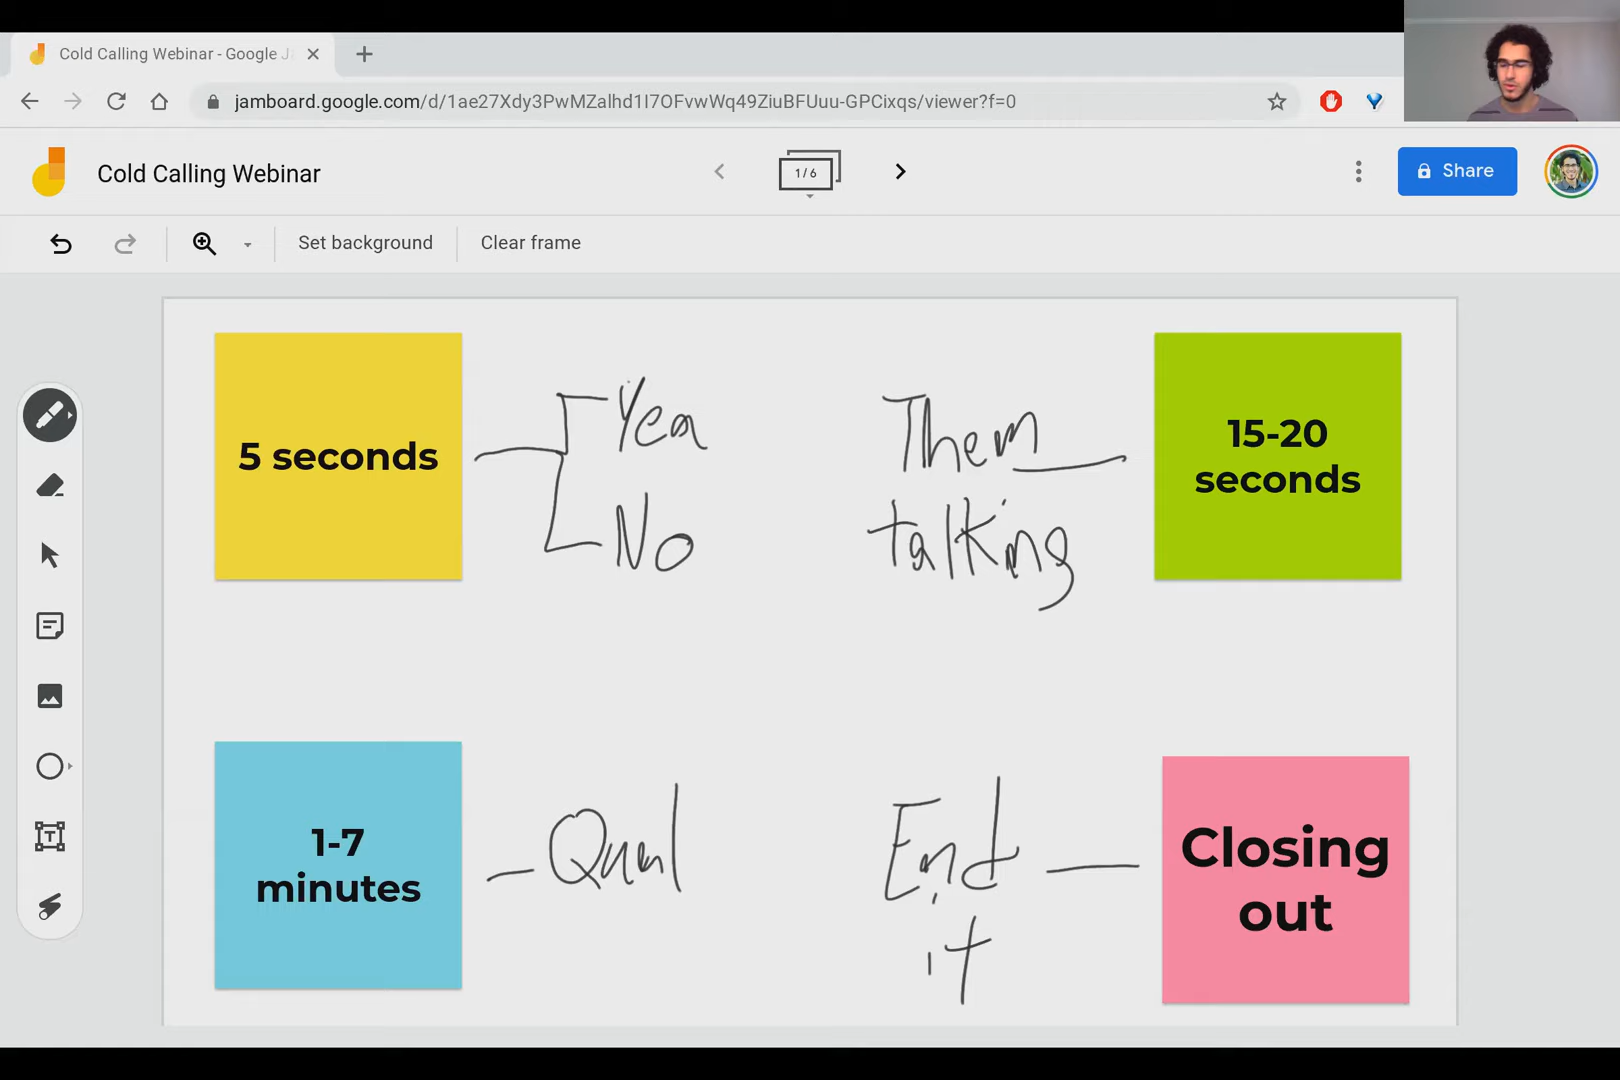 Cold Calling Webinar - Google J
jamboard.google.com/d/1ae27Xdy3PwMZalhd1I7OFvwWq49ZiuBFUuu-GPCixqs/viewer?f=0
Cold Calling Webinar
1/6
Share
Set background
Clear frame
5 seconds
Yea
No
Them
talking
15-20
seconds
1-7
minutes
Qual
End
it
Closing
out